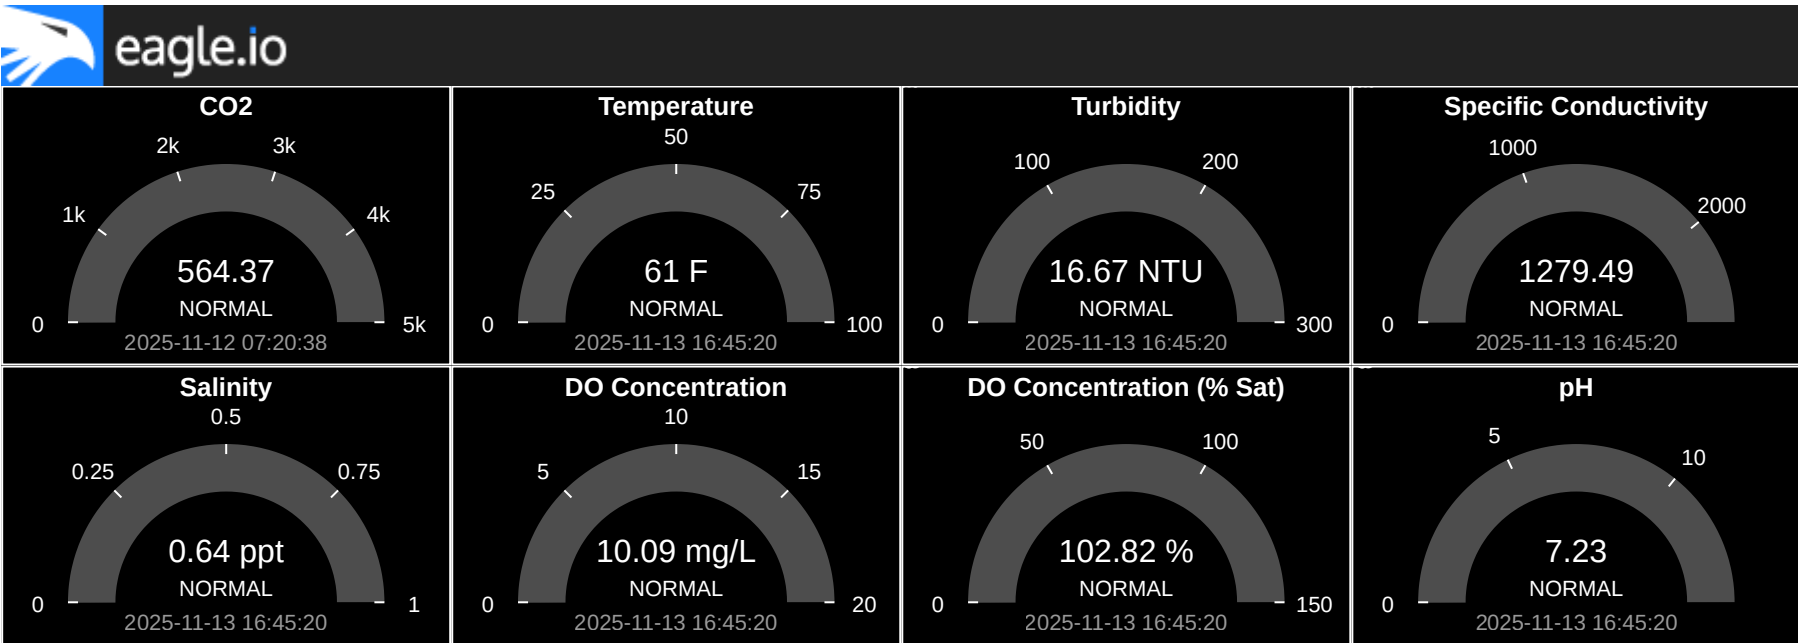 eagle.io
CO2
2k
3k
1k
4k
564.37
NORMAL
0
5k
2025-11-12 07:20:38
Temperature
50
25
75
61 F
NORMAL
0
100
2025-11-13 16:45:20
Turbidity
100
200
16.67 NTU
NORMAL
0
300
2025-11-13 16:45:20
Specific Conductivity
1000
2000
1279.49
NORMAL
0
2025-11-13 16:45:20
Salinity
0.5
0.25
0.75
0.64 ppt
NORMAL
0
1
2025-11-13 16:45:20
DO Concentration
10
5
15
10.09 mg/L
NORMAL
0
20
2025-11-13 16:45:20
DO Concentration (% Sat)
50
100
102.82 %
NORMAL
0
150
2025-11-13 16:45:20
pH
5
10
7.23
NORMAL
0
2025-11-13 16:45:20